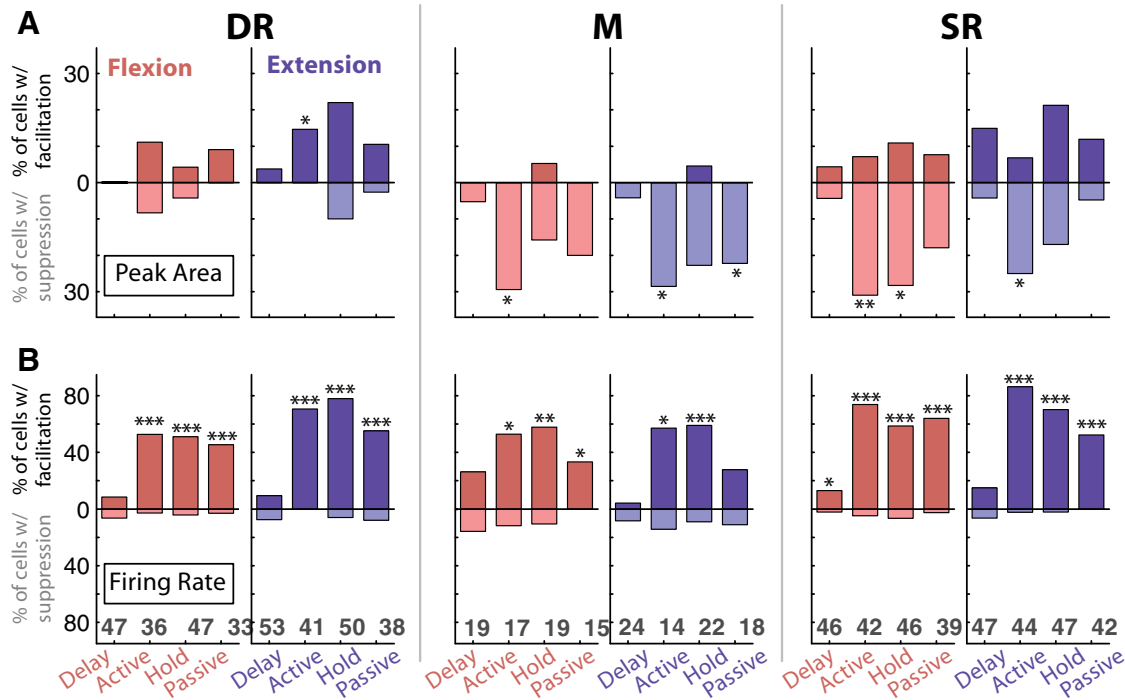 A
DR
M
SR
Flexion
Extension
% of cells w/
facilitation
% of cells w/
suppression
30
0
30
Peak Area
*
*
*
*
**
*
*
B
% of cells w/
facilitation
% of cells w/
suppression
80
40
0
40
80
Firing Rate
*** *** ***
*** *** ***
* ** *
* ***
* *** *** ***
*** *** ***
47 36 47 33
53 41 50 38
19 17 19 15
24 14 22 18
46 42 46 39
47 44 47 42
Delay Active Hold Passive
Delay Active Hold Passive
Delay Active Hold Passive
Delay Active Hold Passive
Delay Active Hold Passive
Delay Active Hold Passive